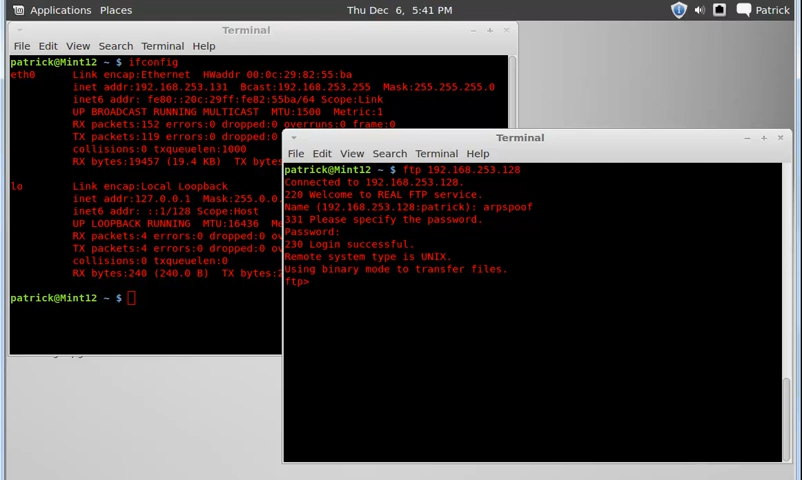 Applications Places Thu Dec 6, 5:41 PM Patrick
Terminal
File Edit View Search Terminal Help
patrick@Mint12 ~ $ ifconfig
eth0 Link encap:Ethernet HWaddr 00:0c:29:82:55:ba
inet addr:192.168.253.131 Bcast:192.168.253.255 Mask:255.255.255.0
inet6 addr: fe80::20c:29ff:fe82:55ba/64 Scope:Link
UP BROADCAST RUNNING MULTICAST MTU:1500 Metric:1
RX packets:152 errors:0 dropped:0 overruns:0 frame:0
TX packets:119 errors:0 dropped:0
collisions:0 txqueuelen:1000
RX bytes:19457 (19.4 KB) TX bytes
lo Link encap:Local Loopback
inet addr:127.0.0.1 Mask:255.0.0.
inet6 addr: ::1/128 Scope:Host
UP LOOPBACK RUNNING MTU:16436
RX packets:4 errors:0 dropped:0
TX packets:4 errors:0 dropped:0
collisions:0 txqueuelen:0
RX bytes:240 (240.0 B) TX bytes:2
patrick@Mint12 ~ $
Terminal
File Edit View Search Terminal Help
patrick@Mint12 ~ $ ftp 192.168.253.128
Connected to 192.168.253.128.
220 Welcome to REAL FTP service.
Name (192.168.253.128:patrick): arpspoof
331 Please specify the password.
Password:
230 Login successful.
Remote system type is UNIX.
Using binary mode to transfer files.
ftp>